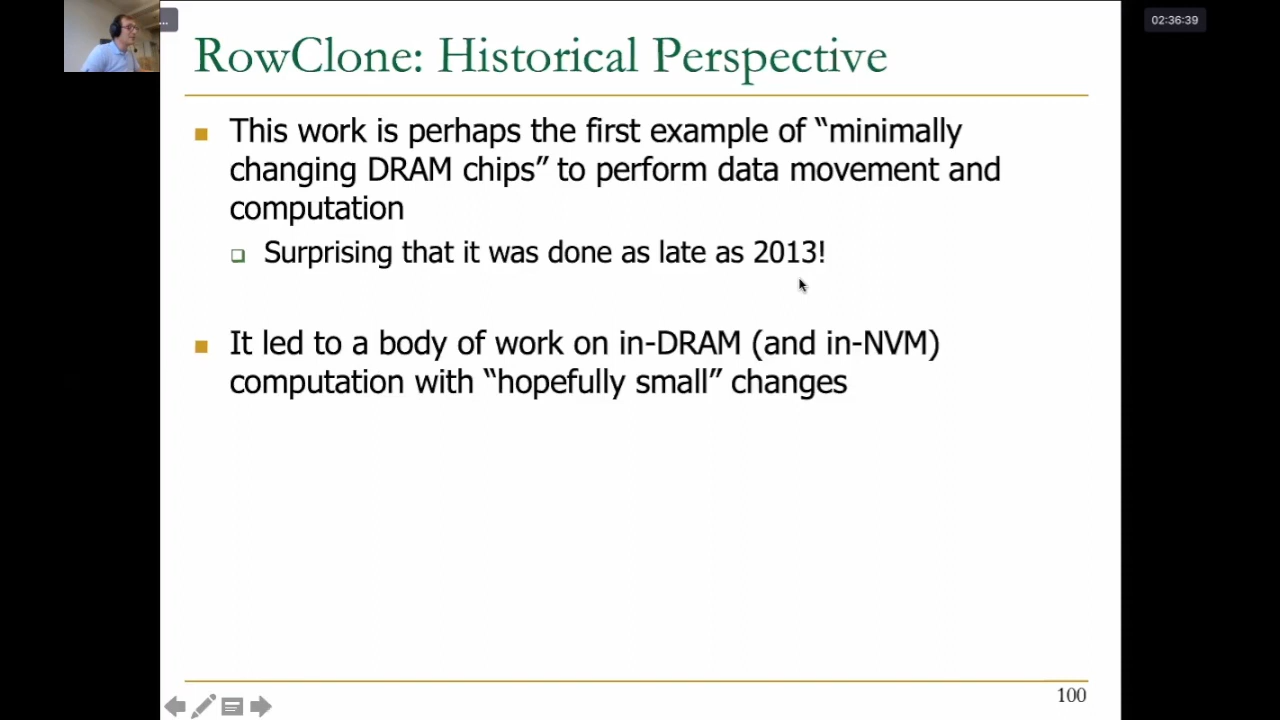 ...
02:36:39
RowClone: Historical Perspective
This work is perhaps the first example of “minimally
changing DRAM chips” to perform data movement and
computation
Surprising that it was done as late as 2013!
It led to a body of work on in-DRAM (and in-NVM)
computation with “hopefully small” changes
100